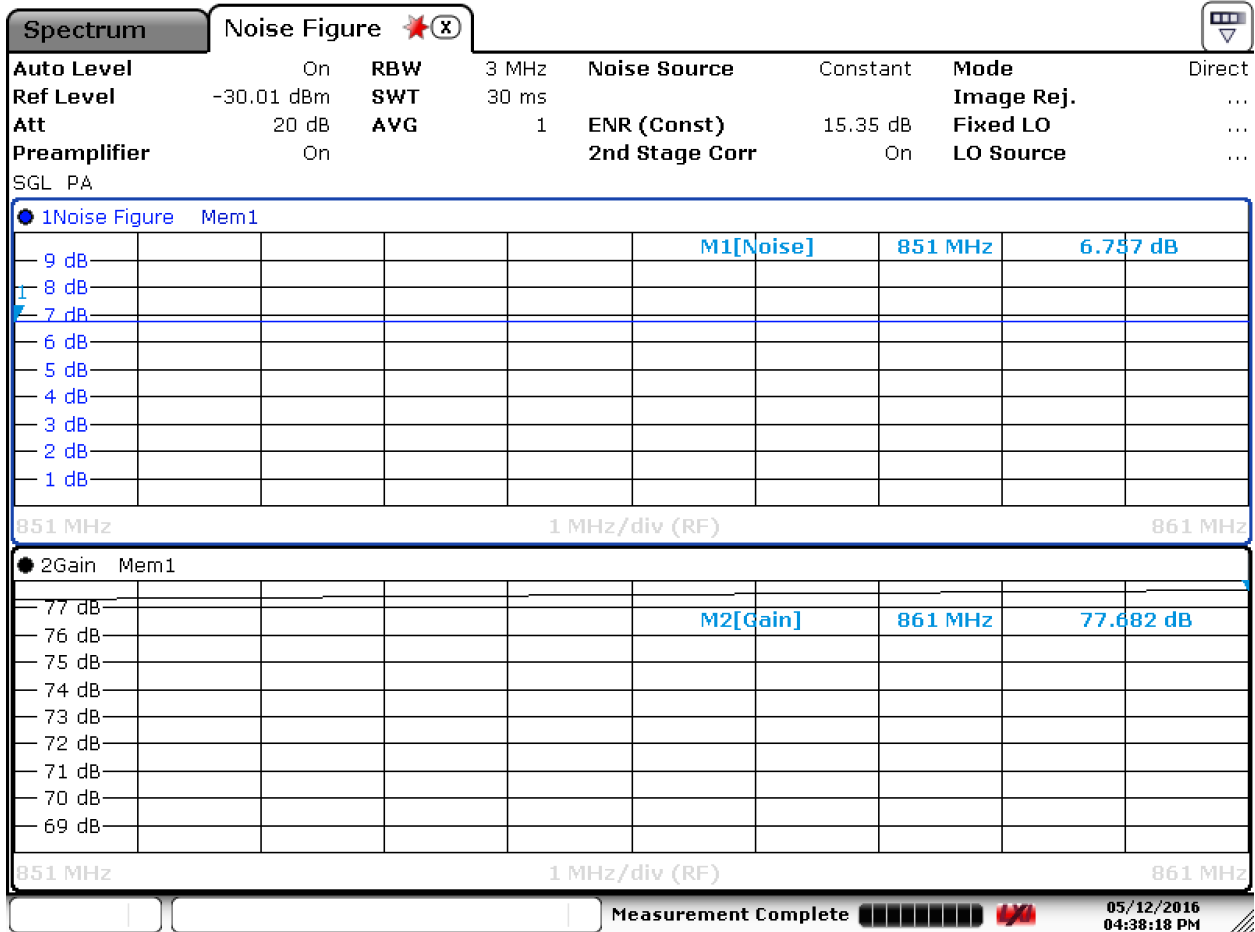 Spectrum Noise Figure X
Auto Level On RBW 3 MHz Noise Source Constant Mode Direct
Ref Level -30.01 dBm SWT 30 ms Image Rej. ...
Att 20 dB AVG 1 ENR (Const) 15.35 dB Fixed LO ...
Preamplifier On 2nd Stage Corr On LO Source ...
SGL PA
1Noise Figure Mem1
M1[Noise] 851 MHz 6.757 dB
9 dB
8 dB
1
7 dB
6 dB
5 dB
4 dB
3 dB
2 dB
1 dB
851 MHz 1 MHz/div (RF) 861 MHz
2Gain Mem1
77 dB
M2[Gain] 861 MHz 77.682 dB
76 dB
75 dB
74 dB
73 dB
72 dB
71 dB
70 dB
69 dB
851 MHz 1 MHz/div (RF) 861 MHz
Measurement Complete LXI 05/12/2016
04:38:18 PM